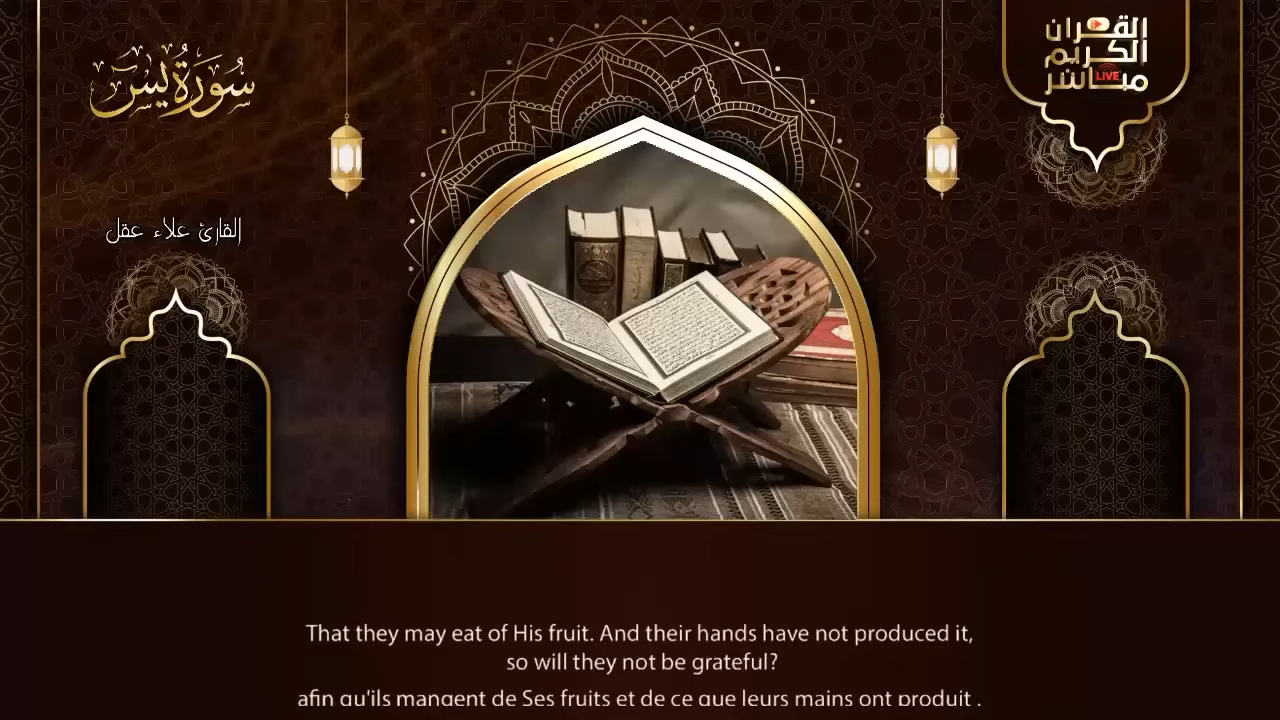 سورة يس
القرآن
الكريم
مباشر
LIVE
القارئ علاء عقل
That they may eat of His fruit. And their hands have not produced it,
so will they not be grateful?
afin qu'ils mangent de Ses fruits et de ce que leurs mains ont produit .